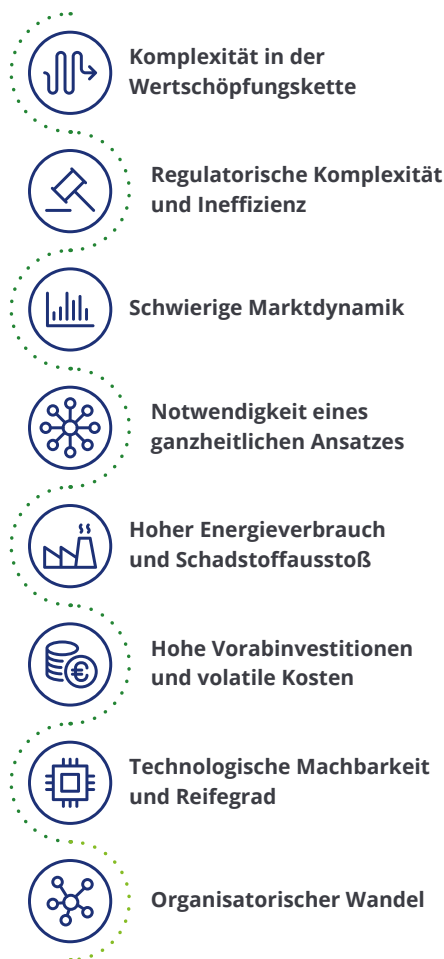 Komplexität in der
Wertschöpfungskette
Regulatorische Komplexität
und Ineffizienz
Schwierige Marktdynamik
Notwendigkeit eines
ganzheitlichen Ansatzes
Hoher Energieverbrauch
und Schadstoffausstoß
Hohe Vorabinvestitionen
und volatile Kosten
Technologische Machbarkeit
und Reifegrad
Organisatorischer Wandel